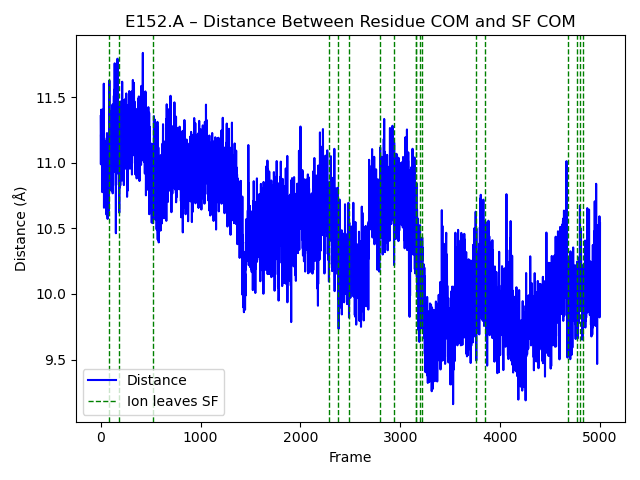 E152.A – Distance Between Residue COM and SF COM
Distance (Å)
11.5
11.0
10.5
10.0
9.5
Distance
Ion leaves SF
0 1000 2000 3000 4000 5000
Frame